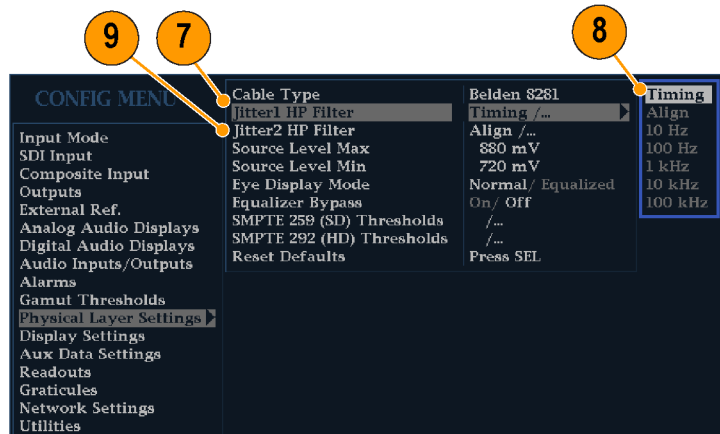 9 7 8
CONFIG MENU
Input Mode
SDI Input
Composite Input
Outputs
External Ref.
Analog Audio Displays
Digital Audio Displays
Audio Inputs/Outputs
Alarms
Gamut Thresholds
Physical Layer Settings
Display Settings
Aux Data Settings
Readouts
Graticules
Network Settings
Utilities
Cable Type Belden 8281
Jitter1 HP Filter Timing /...
Jitter2 HP Filter Align /...
Source Level Max 880 mV
Source Level Min 720 mV
Eye Display Mode Normal/ Equalized
Equalizer Bypass On/ Off
SMPTE 259 (SD) Thresholds /...
SMPTE 292 (HD) Thresholds /...
Reset Defaults Press SEL
Timing
Align
10 Hz
100 Hz
1 kHz
10 kHz
100 kHz